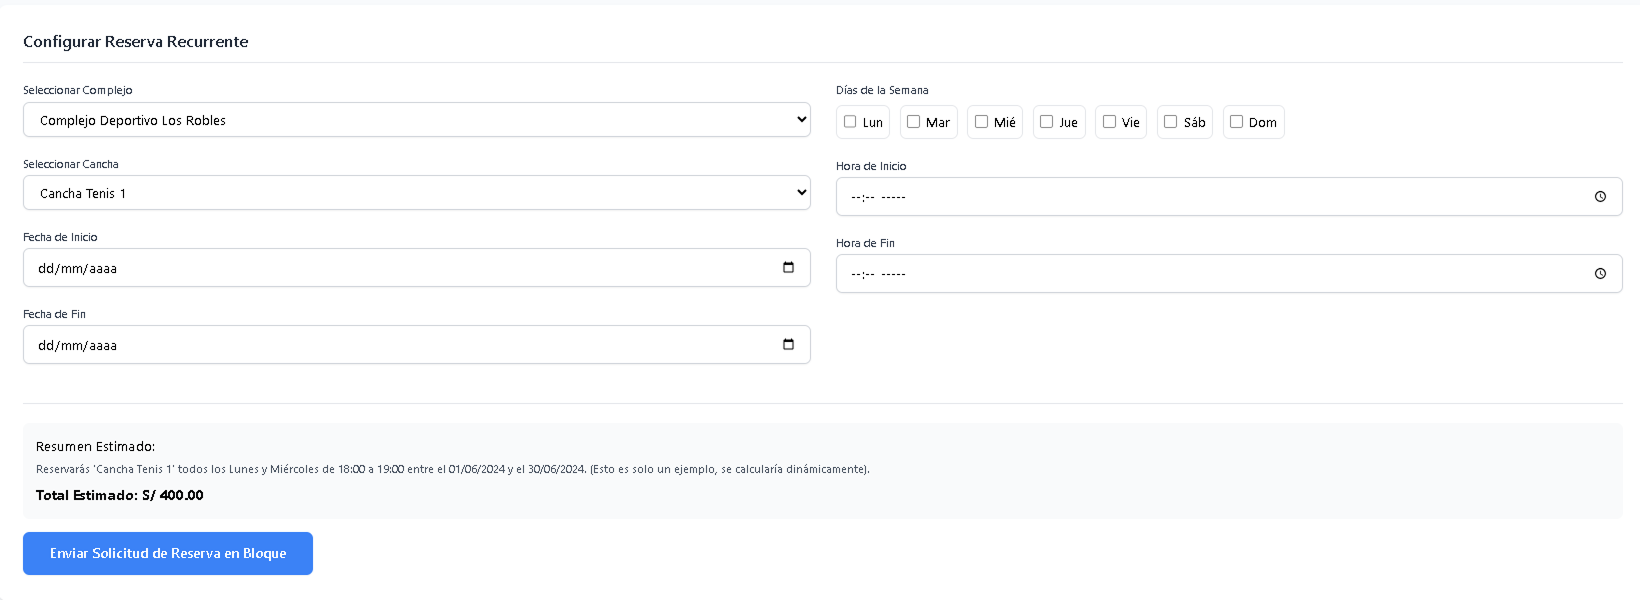 Configurar Reserva Recurrente
Seleccionar Complejo
Complejo Deportivo Los Robles
Seleccionar Cancha
Cancha Tenis 1
Fecha de Inicio
dd/mm/aaaa
Fecha de Fin
dd/mm/aaaa
Días de la Semana
Lun Mar Mié Jue Vie Sáb Dom
Hora de Inicio
--:-- -----
Hora de Fin
--:-- -----
Resumen Estimado:
Reservarás 'Cancha Tenis 1' todos los Lunes y Miércoles de 18:00 a 19:00 entre el 01/06/2024 y el 30/06/2024. (Esto es solo un ejemplo, se calcularía dinámicamente).
Total Estimado: S/ 400.00
Enviar Solicitud de Reserva en Bloque